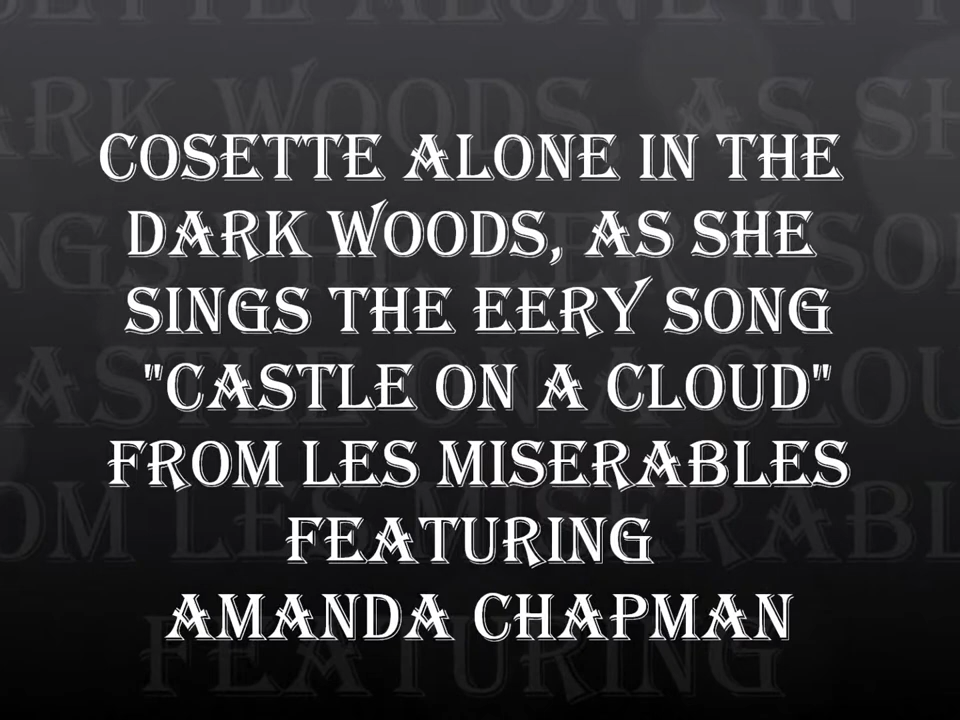 COSETTE ALONE IN THE
DARK WOODS, AS SHE
SINGS THE EERY SONG
"CASTLE ON A CLOUD"
FROM LES MISERABLES
FEATURING
AMANDA CHAPMAN